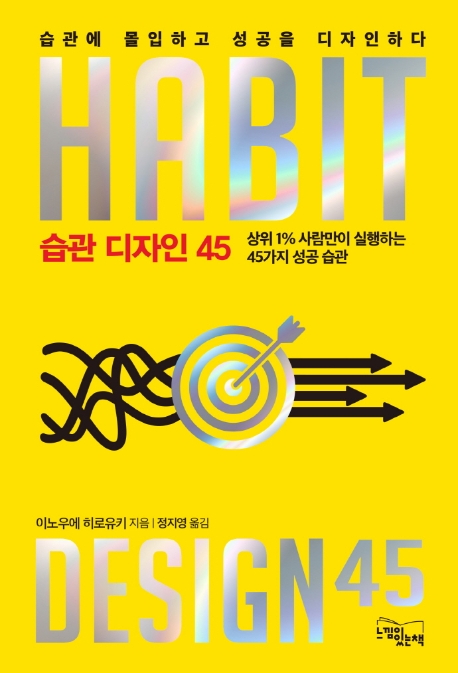 습관에 몰입하고 성공을 디자인하다
HABIT
습관 디자인 45
상위 1% 사람만이 실행하는
45가지 성공 습관
이노우에 히로유키 지음 | 정지영 옮김
DESIGN 45
느낌이
있는책